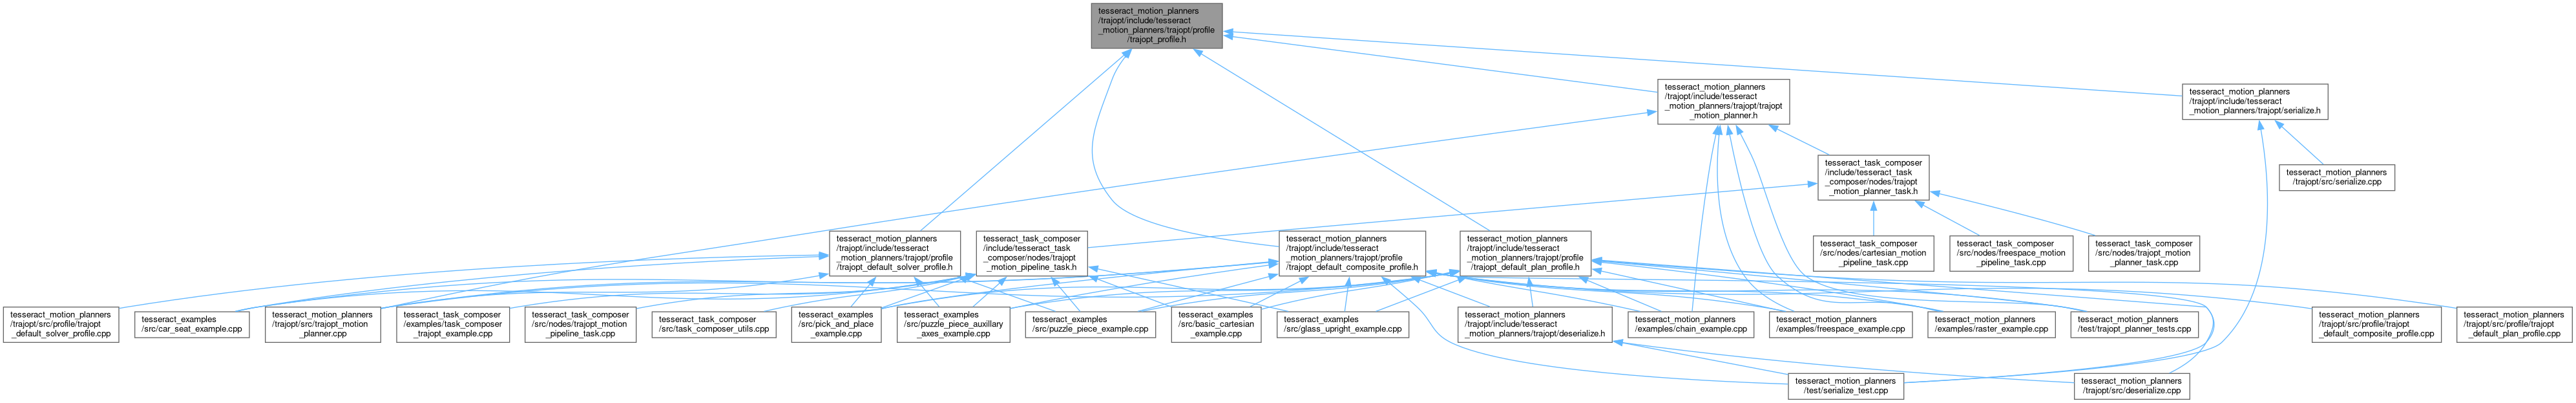 tesseract_motion_planners
/trajopt/include/tesseract
_motion_planners/trajopt/profile
/trajopt_profile.h
tesseract_motion_planners
/trajopt/include/tesseract
_motion_planners/trajopt/trajopt
_motion_planner.h
tesseract_motion_planners
/trajopt/include/tesseract
_motion_planners/trajopt/serialize.h
tesseract_task_composer
/include/tesseract_task
_composer/nodes/trajopt
_motion_planner_task.h
tesseract_motion_planners
/trajopt/src/serialize.cpp
tesseract_motion_planners
/trajopt/include/tesseract
_motion_planners/trajopt/profile
/trajopt_default_solver_profile.h
tesseract_task_composer
/include/tesseract_task
_composer/nodes/trajopt
_motion_pipeline_task.h
tesseract_motion_planners
/trajopt/include/tesseract
_motion_planners/trajopt/profile
/trajopt_default_composite_profile.h
tesseract_motion_planners
/trajopt/include/tesseract
_motion_planners/trajopt/profile
/trajopt_default_plan_profile.h
tesseract_task_composer
/src/nodes/cartesian_motion
_pipeline_task.cpp
tesseract_task_composer
/src/nodes/freespace_motion
_pipeline_task.cpp
tesseract_task_composer
/src/nodes/trajopt_motion
_planner_task.cpp
tesseract_motion_planners
/trajopt/src/profile/trajopt
_default_solver_profile.cpp
tesseract_examples
/src/car_seat_example.cpp
tesseract_motion_planners
/trajopt/src/trajopt_motion
_planner.cpp
tesseract_task_composer
/examples/task_composer
_trajopt_example.cpp
tesseract_task_composer
/src/nodes/trajopt_motion
_pipeline_task.cpp
tesseract_task_composer
/src/task_composer_utils.cpp
tesseract_examples
/src/pick_and_place
_example.cpp
tesseract_examples
/src/puzzle_piece_auxillary
_axes_example.cpp
tesseract_examples
/src/puzzle_piece_example.cpp
tesseract_examples
/src/basic_cartesian
_example.cpp
tesseract_examples
/src/glass_upright_example.cpp
tesseract_motion_planners
/trajopt/include/tesseract
_motion_planners/trajopt/deserialize.h
tesseract_motion_planners
/examples/chain_example.cpp
tesseract_motion_planners
/examples/freespace_example.cpp
tesseract_motion_planners
/examples/raster_example.cpp
tesseract_motion_planners
/test/trajopt_planner_tests.cpp
tesseract_motion_planners
/trajopt/src/profile/trajopt
_default_composite_profile.cpp
tesseract_motion_planners
/trajopt/src/profile/trajopt
_default_plan_profile.cpp
tesseract_motion_planners
/test/serialize_test.cpp
tesseract_motion_planners
/trajopt/src/deserialize.cpp